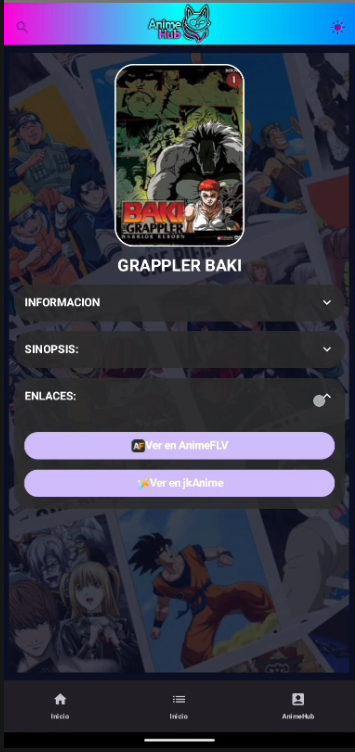 Anime
Hub
BAKI
THE GRAPPLER
GRAPPLER BAKI
INFORMACION
SINOPSIS:
ENLACES:
AF Ver en AnimeFLV
Ver en jkAnime
Inicio
Inicio
AnimeHub